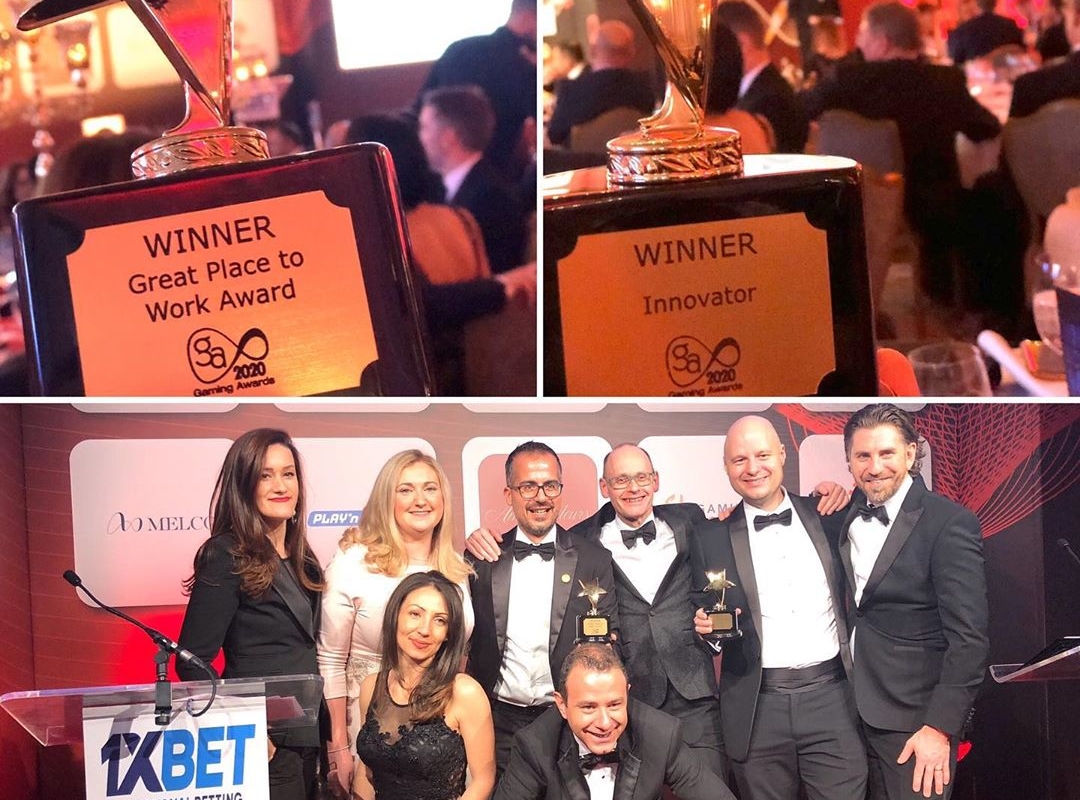 WINNER
Great Place to
Work Award
ga
2020
Gaming Awards
WINNER
Innovator
ga
2020
Gaming Awards
MELCO
PLAY'n
1XBET